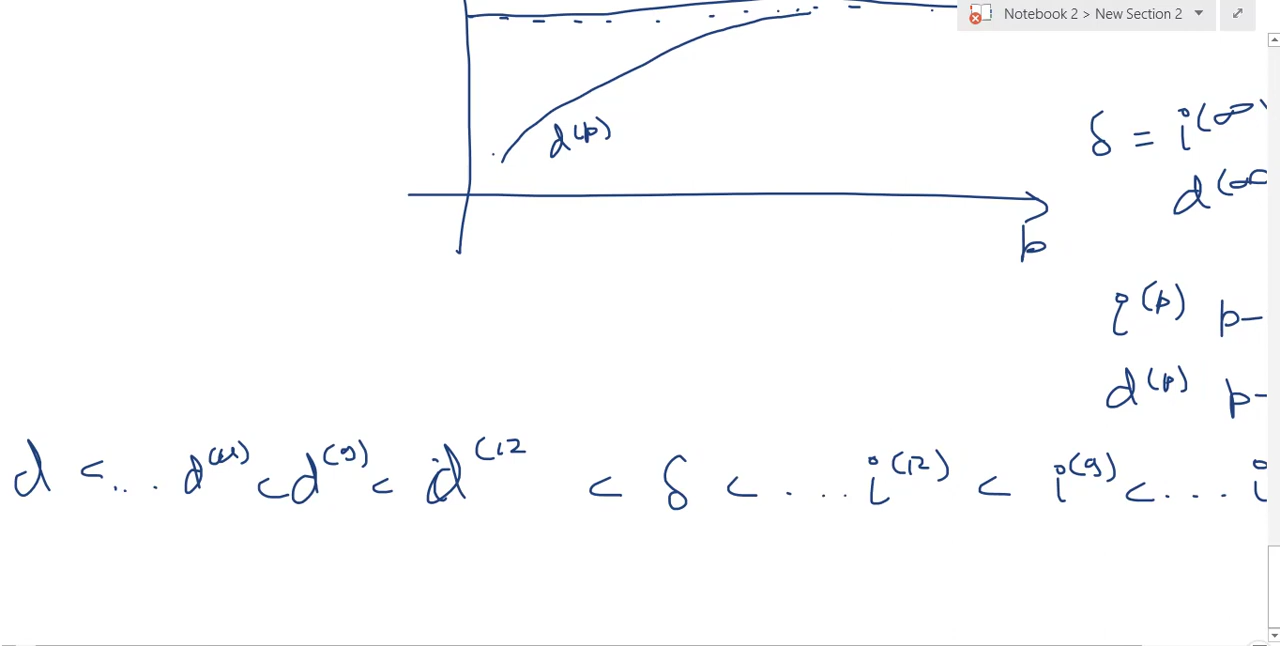 Notebook 2 > New Section 2
d(p)
δ = i(∞)
d(∞
p
i(p) p-
d(p) p-
d < ... d(4) < d(9) < d(12 < δ < ... i(12) < i(9) < ... i